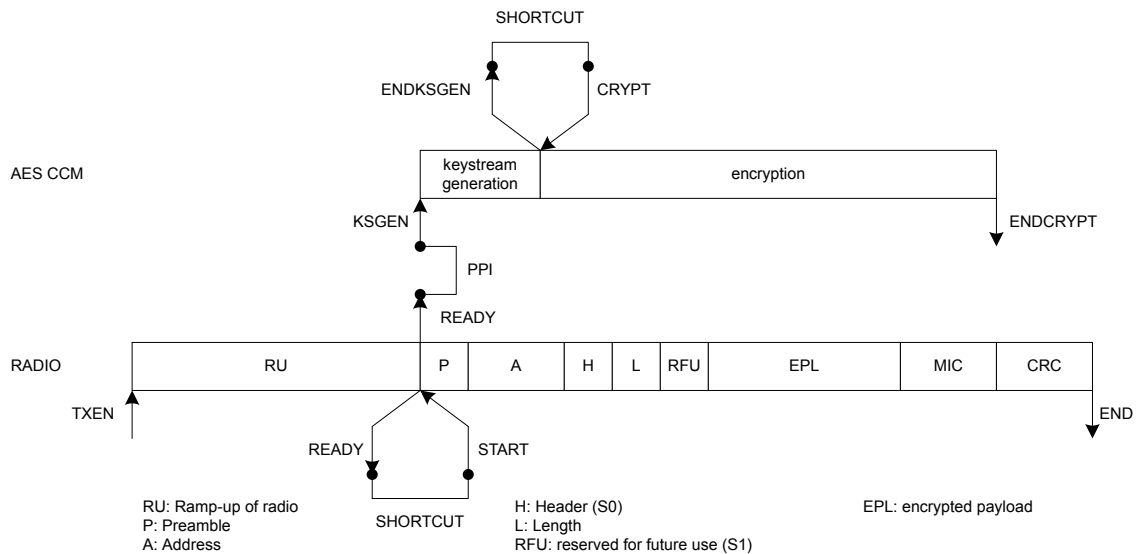 SHORTCUT
ENDKSGEN
CRYPT
AES CCM
keystream
generation
encryption
KSGEN
ENDCRYPT
PPI
READY
RADIO
RU
P
A
H
L
RFU
EPL
MIC
CRC
TXEN
END
READY
START
SHORTCUT
RU: Ramp-up of radio
P: Preamble
A: Address
H: Header (S0)
L: Length
RFU: reserved for future use (S1)
EPL: encrypted payload